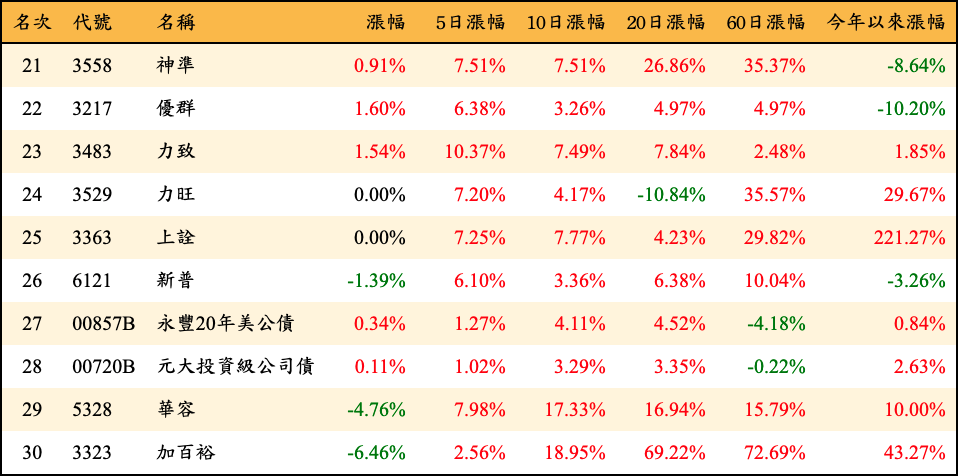 名次 代號 名稱 漲幅 5日漲幅 10日漲幅 20日漲幅 60日漲幅 今年以來漲幅
21 3558 神準 0.91% 7.51% 7.51% 26.86% 35.37% -8.64%
22 3217 優群 1.60% 6.38% 3.26% 4.97% 4.97% -10.20%
23 3483 力致 1.54% 10.37% 7.49% 7.84% 2.48% 1.85%
24 3529 力旺 0.00% 7.20% 4.17% -10.84% 35.57% 29.67%
25 3363 上詮 0.00% 7.25% 7.77% 4.23% 29.82% 221.27%
26 6121 新普 -1.39% 6.10% 3.36% 6.38% 10.04% -3.26%
27 00857B 永豐20年美公債 0.34% 1.27% 4.11% 4.52% -4.18% 0.84%
28 00720B 元大投資級公司債 0.11% 1.02% 3.29% 3.35% -0.22% 2.63%
29 5328 華容 -4.76% 7.98% 17.33% 16.94% 15.79% 10.00%
30 3323 加百裕 -6.46% 2.56% 18.95% 69.22% 72.69% 43.27%